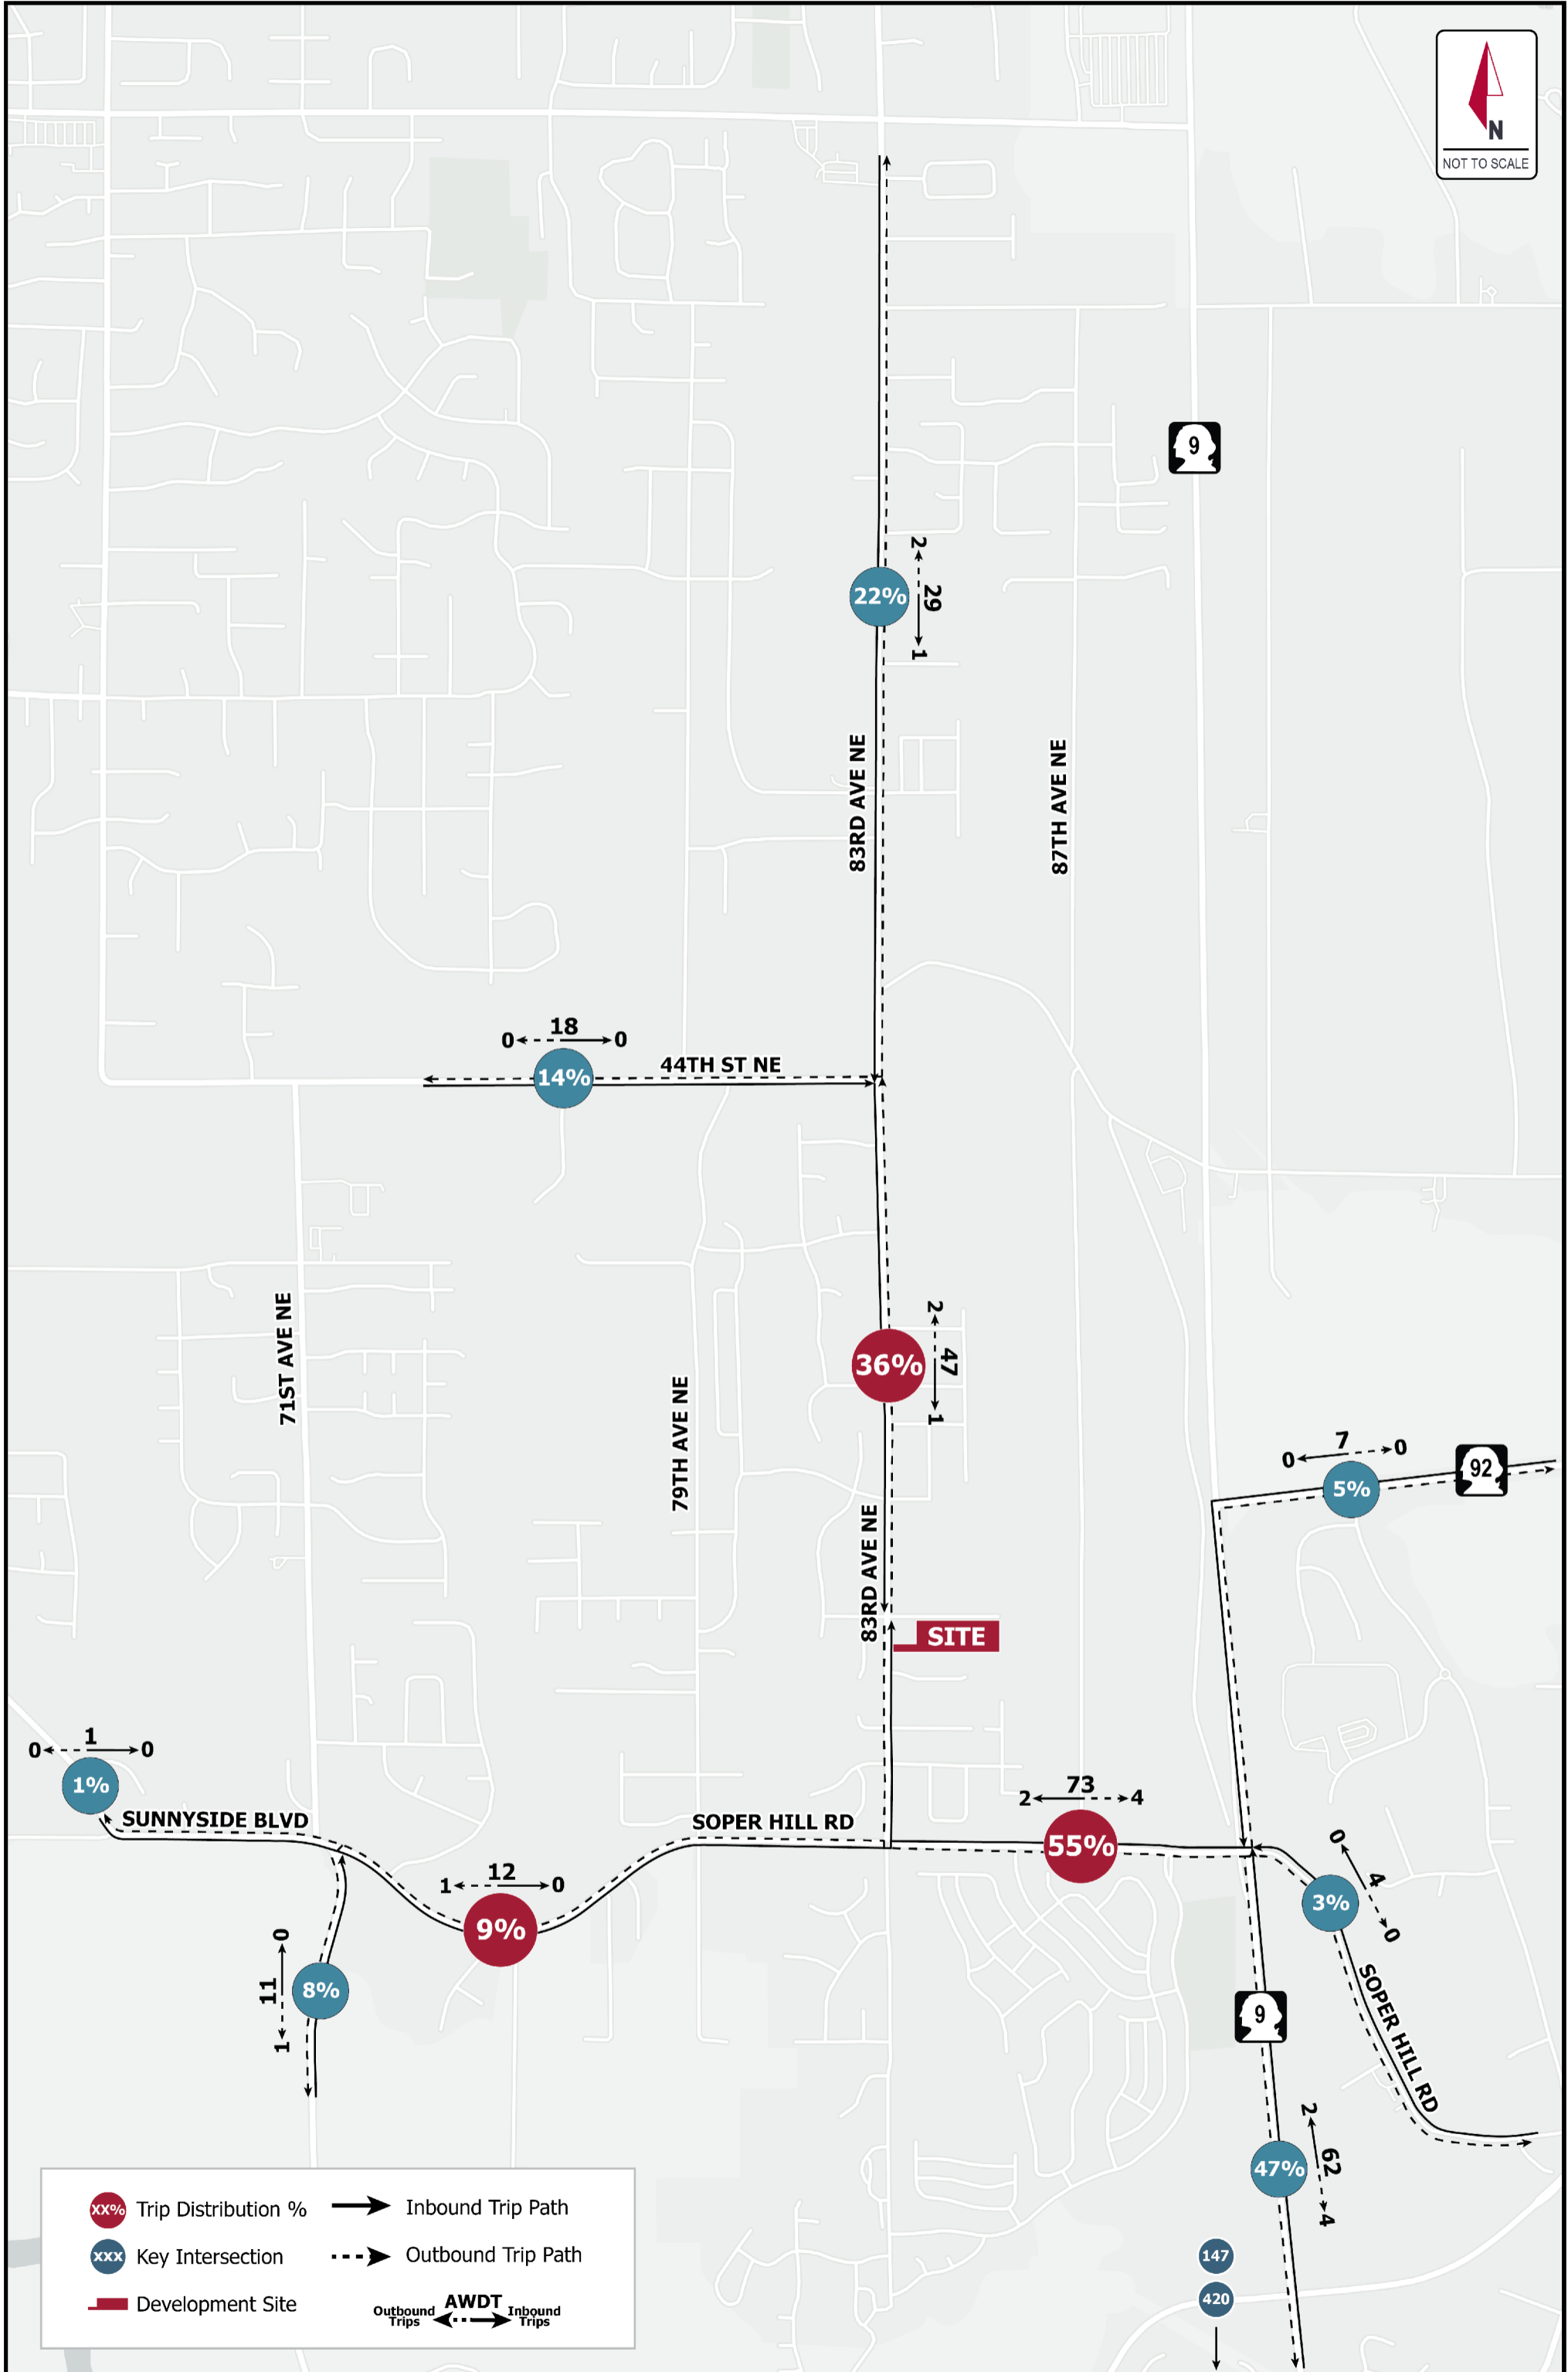 N
NOT TO SCALE
9
2
29
1
22%
83RD AVE NE
87TH AVE NE
18
0
0
14%
44TH ST NE
2
47
1
36%
71ST AVE NE
79TH AVE NE
83RD AVE NE
7
0
0
5%
92
SITE
1
0
0
1%
SUNNYSIDE BLVD
SOPER HILL RD
73
2
4
55%
12
1
0
9%
0
11
1
8%
0
4
0
3%
SOPER HILL RD
9
2
62
4
47%
147
420
XX% Trip Distribution % Inbound Trip Path
XXX Key Intersection Outbound Trip Path
Development Site
AWDT
Outbound Trips
Inbound Trips